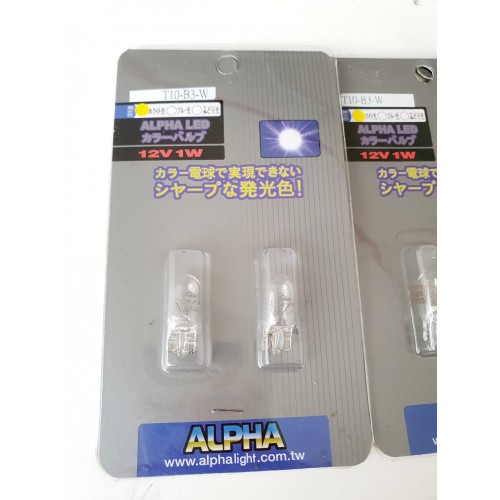 T10-B3-W
ALPHA LED
カラーバルブ
12V 1W
カラー電球で実現できない
シャープな発光色!
ALPHA
www.alphalight.com.tw
T10-B3-W
ALPHA LED
カラーバルブ
12V 1W
カラー電球で
シャープ